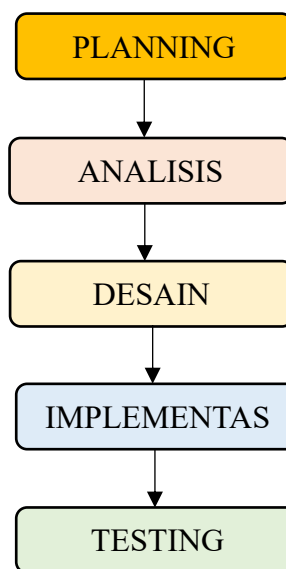 PLANNING
ANALISIS
DESAIN
IMPLEMENTAS
TESTING